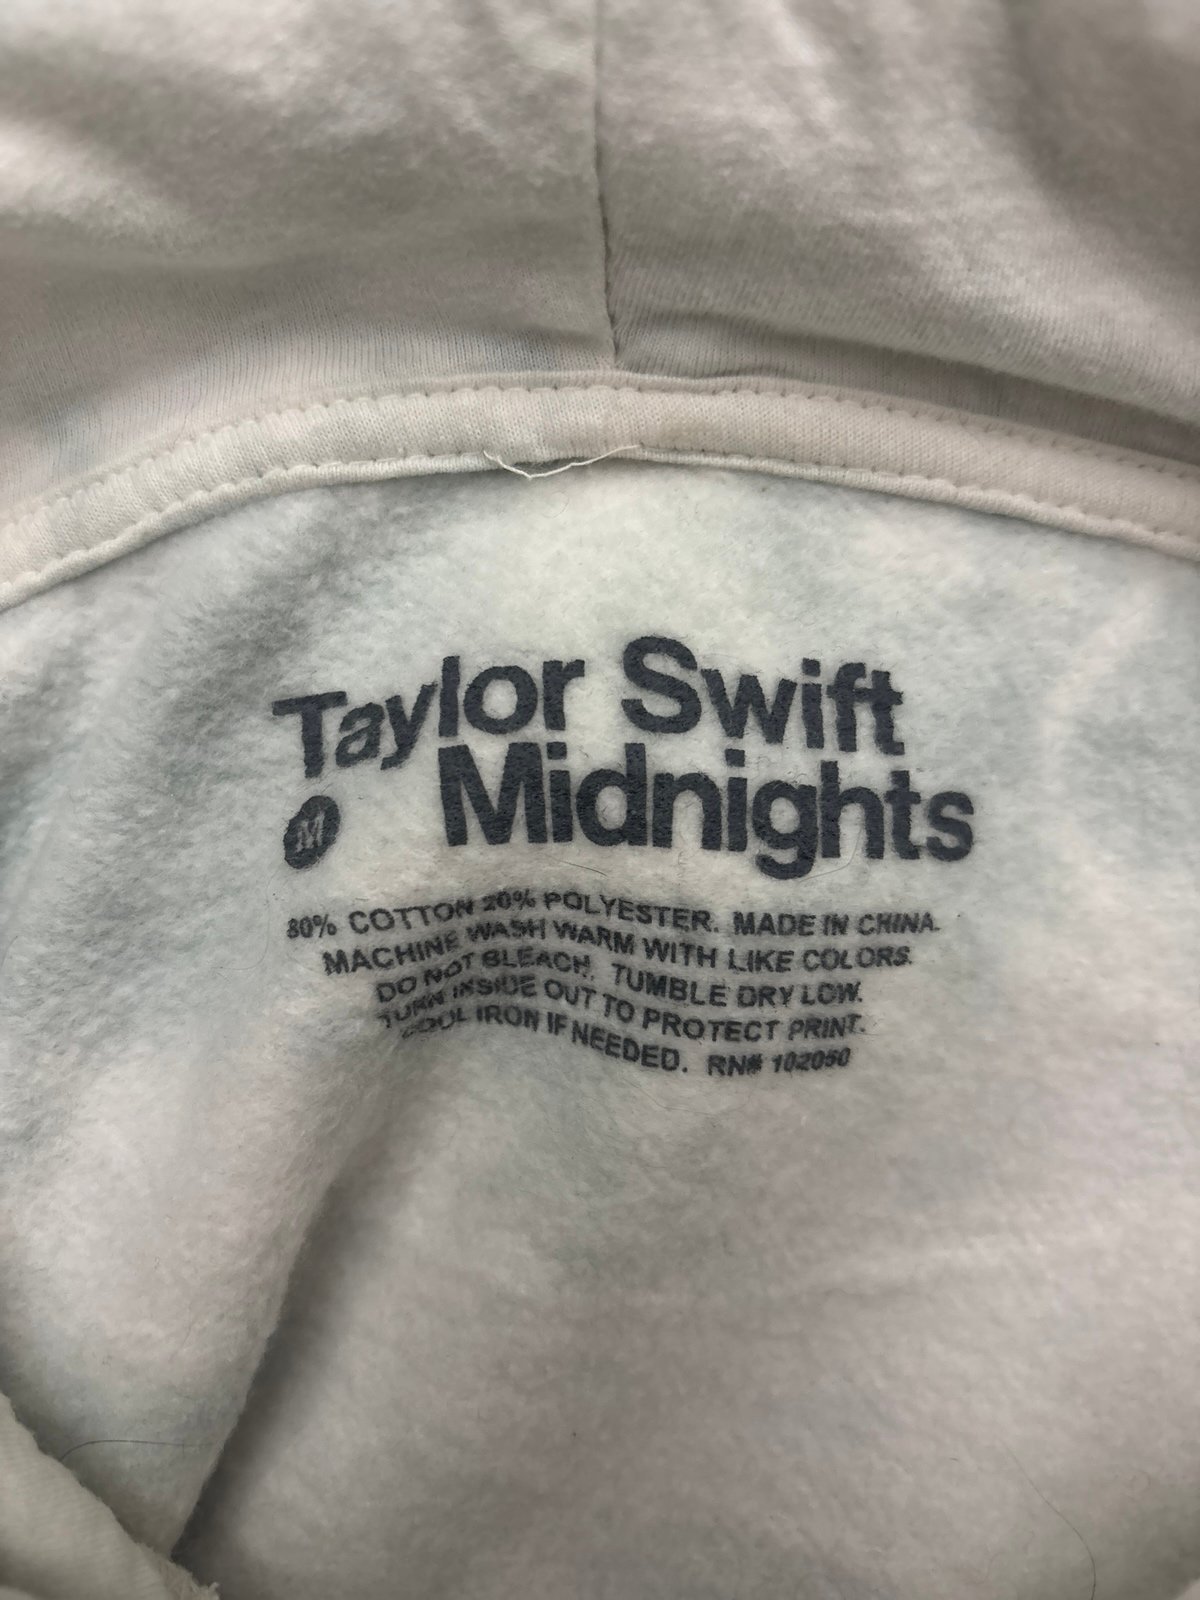 Taylor Swift
Midnights
M
80% COTTON 20% POLYESTER. MADE IN CHINA.
MACHINE WASH WARM WITH LIKE COLORS.
DO NOT BLEACH. TUMBLE DRY LOW.
TURN INSIDE OUT TO PROTECT PRINT.
COOL IRON IF NEEDED. RN# 102050